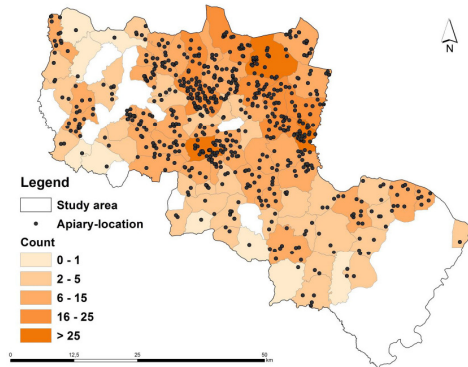 N
Legend
Study area
Apiary-location
Count
0 - 1
2 - 5
6 - 15
16 - 25
> 25
0 12,5 25 50
km